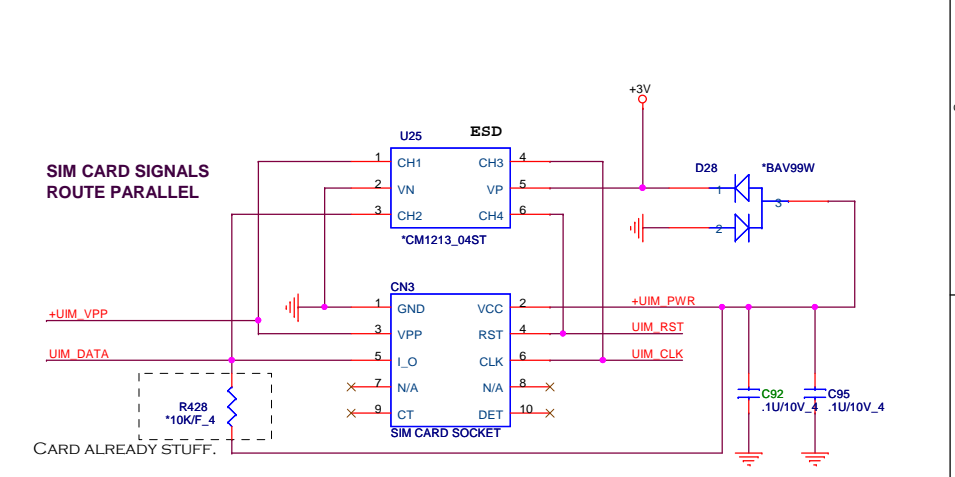 +3V
U25 ESD
SIM CARD SIGNALS
ROUTE PARALLEL
1 CH1 CH3 4
2 VN VP 5
3 CH2 CH4 6
*CM1213_04ST
D28 *BAV99W
1
3
2
CN3
1 GND VCC 2
3 VPP RST 4
5 I_O CLK 6
7 N/A N/A 8
9 CT DET 10
SIM CARD SOCKET
+UIM_VPP
UIM_DATA
+UIM_PWR
UIM_RST
UIM_CLK
R428
*10K/F_4
CARD ALREADY STUFF.
C92
.1U/10V_4
C95
.1U/10V_4